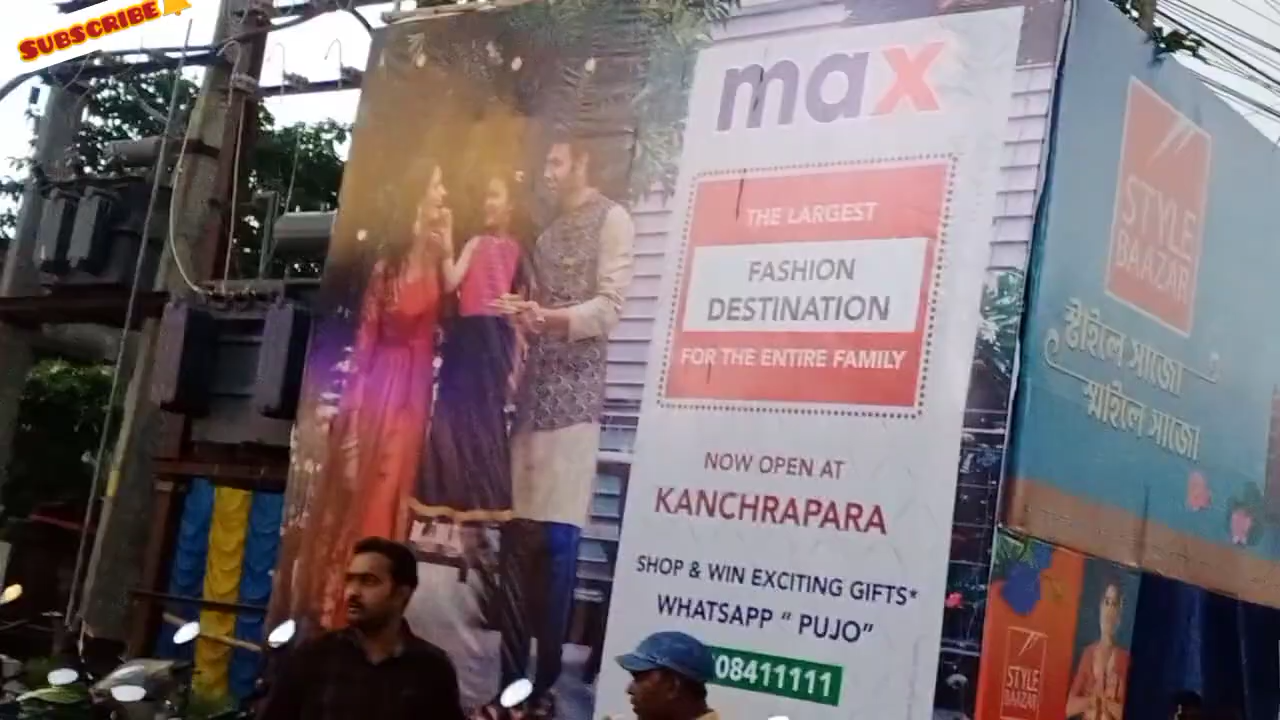 SUBSCRIBE
max
THE LARGEST
FASHION
DESTINATION
FOR THE ENTIRE FAMILY
NOW OPEN AT
KANCHRAPARA
SHOP & WIN EXCITING GIFTS*
WHATSAPP " PUJO"
08411111
STYLE
BAAZAR
স্টাইলে সাজো
স্মাইলে সাজো
STYLE
BAAZAR